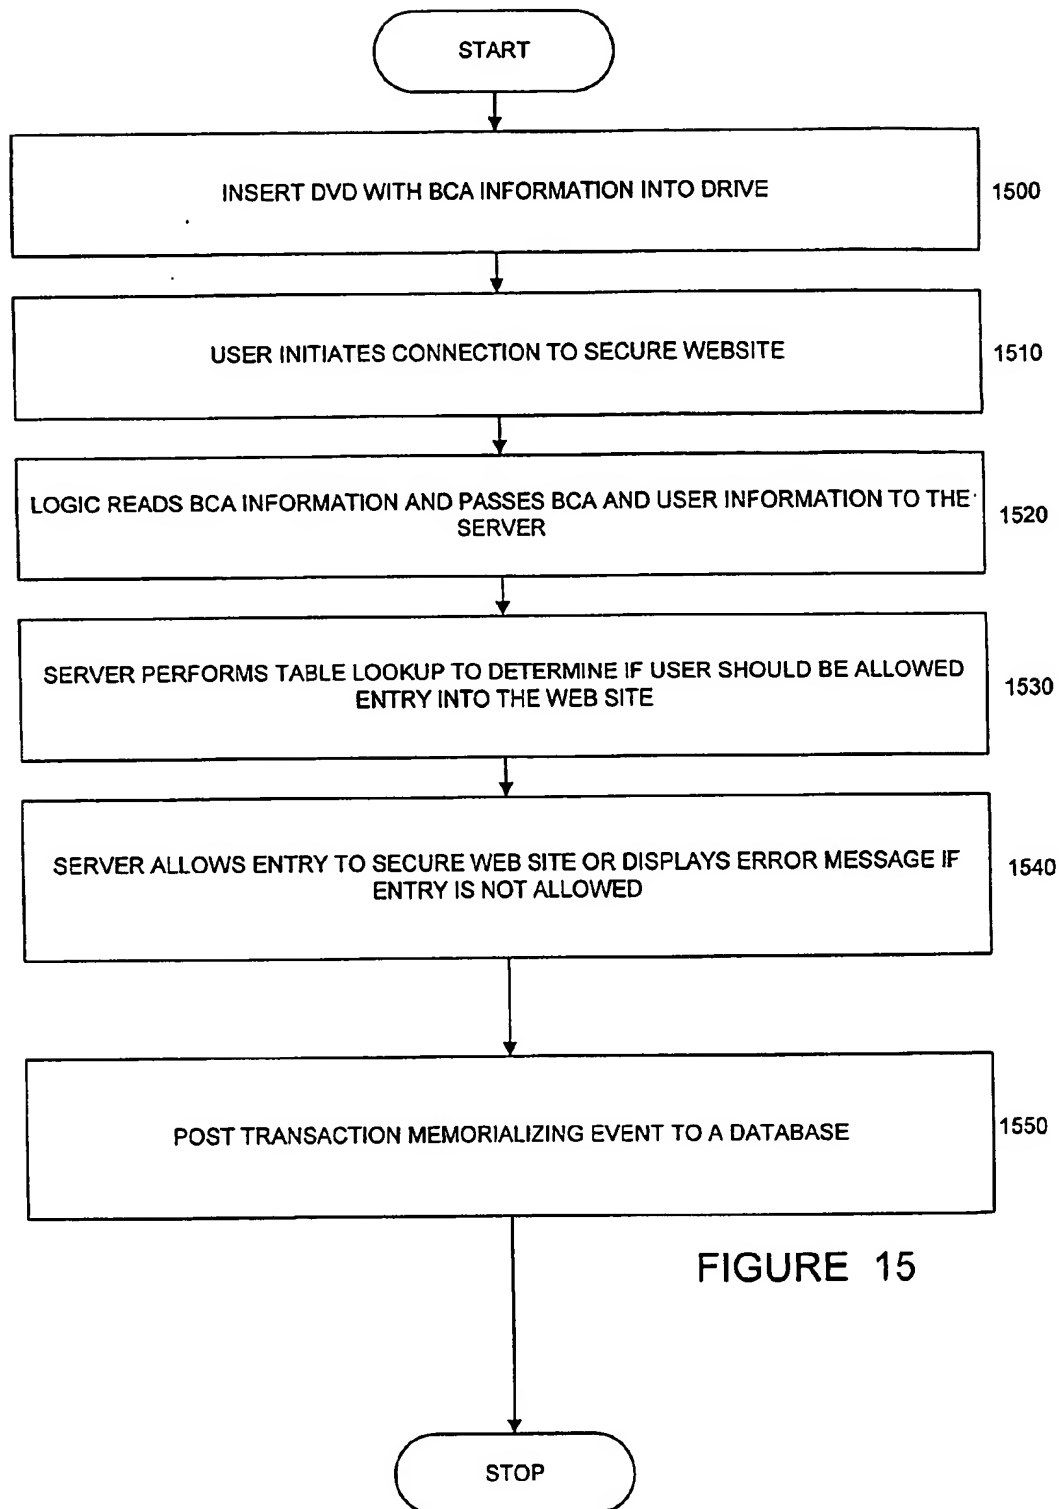 START
INSERT DVD WITH BCA INFORMATION INTO DRIVE
1500
USER INITIATES CONNECTION TO SECURE WEBSITE
1510
LOGIC READS BCA INFORMATION AND PASSES BCA AND USER INFORMATION TO THE
SERVER
1520
SERVER PERFORMS TABLE LOOKUP TO DETERMINE IF USER SHOULD BE ALLOWED
ENTRY INTO THE WEB SITE
1530
SERVER ALLOWS ENTRY TO SECURE WEB SITE OR DISPLAYS ERROR MESSAGE IF
ENTRY IS NOT ALLOWED
1540
POST TRANSACTION MEMORIALIZING EVENT TO A DATABASE
1550
FIGURE 15
STOP